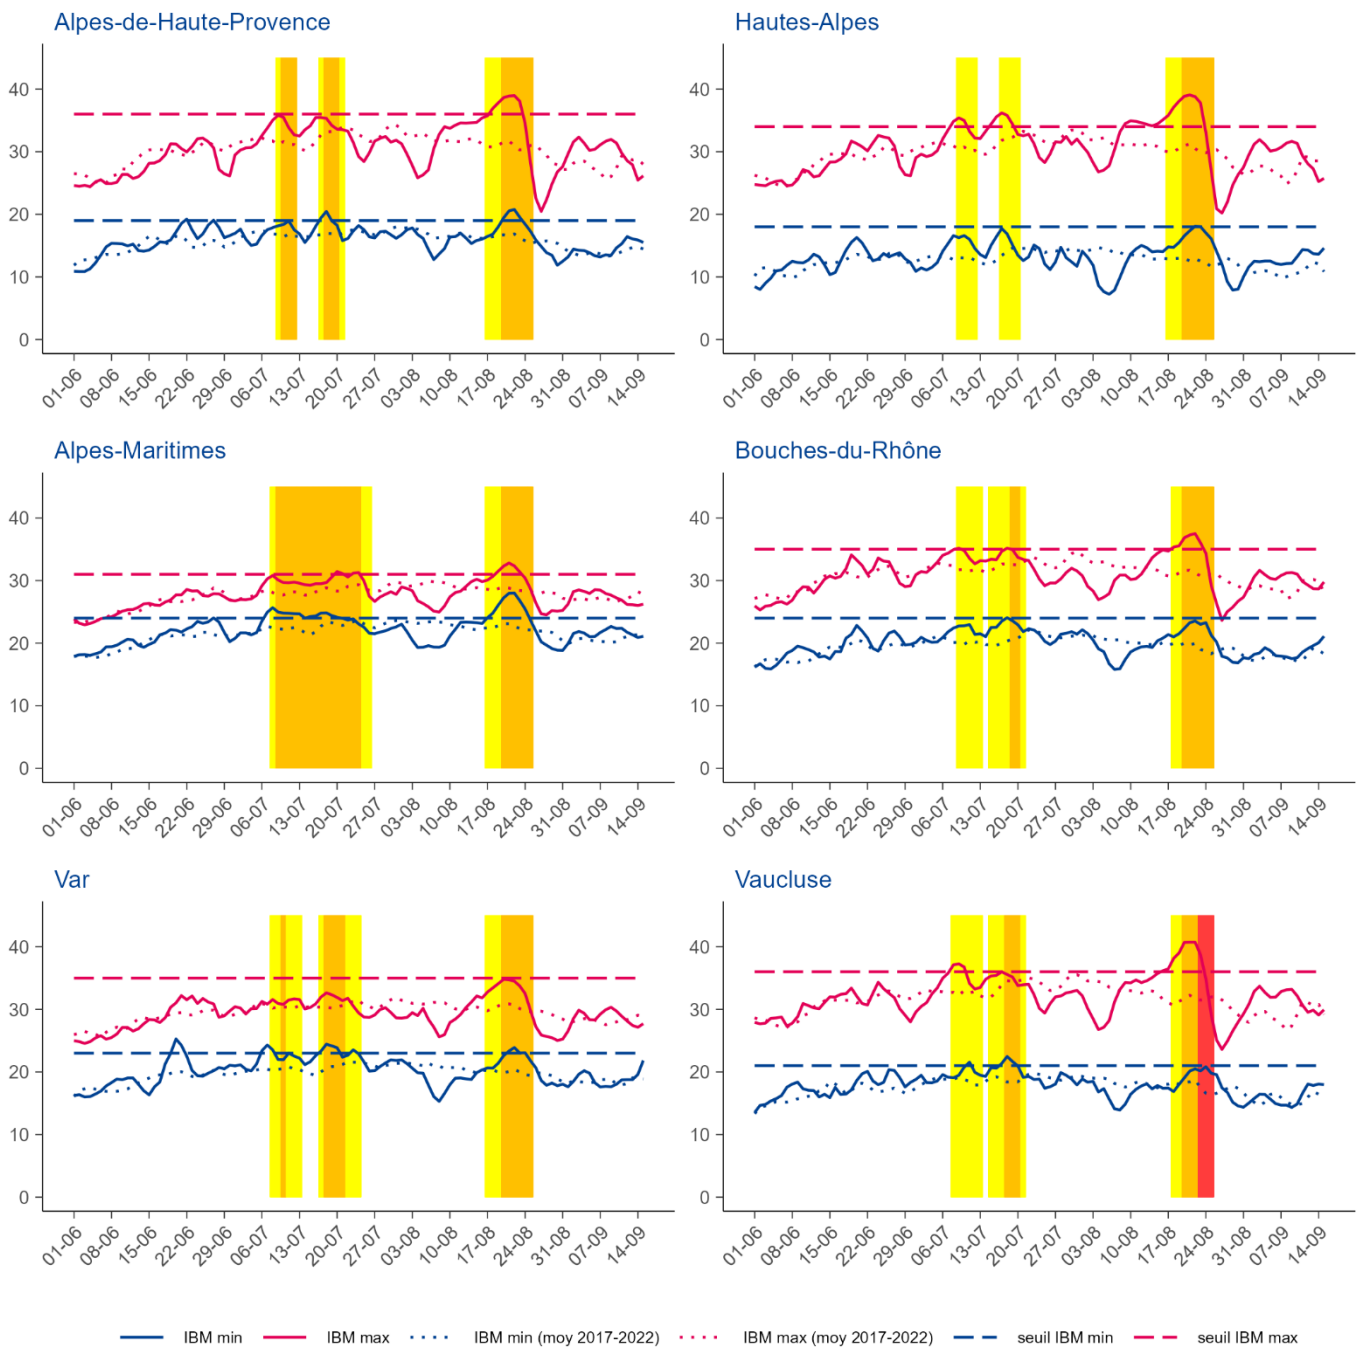 Alpes-de-Haute-Provence
Hautes-Alpes
40
30
20
10
0
01-06 08-06 15-06 22-06 29-06 06-07 13-07 20-07 27-07 03-08 10-08 17-08 24-08 31-08 07-09 14-09
40
30
20
10
0
01-06 08-06 15-06 22-06 29-06 06-07 13-07 20-07 27-07 03-08 10-08 17-08 24-08 31-08 07-09 14-09
Alpes-Maritimes
Bouches-du-Rhône
40
30
20
10
0
01-06 08-06 15-06 22-06 29-06 06-07 13-07 20-07 27-07 03-08 10-08 17-08 24-08 31-08 07-09 14-09
40
30
20
10
0
01-06 08-06 15-06 22-06 29-06 06-07 13-07 20-07 27-07 03-08 10-08 17-08 24-08 31-08 07-09 14-09
Var
Vaucluse
40
30
20
10
0
01-06 08-06 15-06 22-06 29-06 06-07 13-07 20-07 27-07 03-08 10-08 17-08 24-08 31-08 07-09 14-09
40
30
20
10
0
01-06 08-06 15-06 22-06 29-06 06-07 13-07 20-07 27-07 03-08 10-08 17-08 24-08 31-08 07-09 14-09
IBM min IBM max IBM min (moy 2017-2022) IBM max (moy 2017-2022) seuil IBM min seuil IBM max